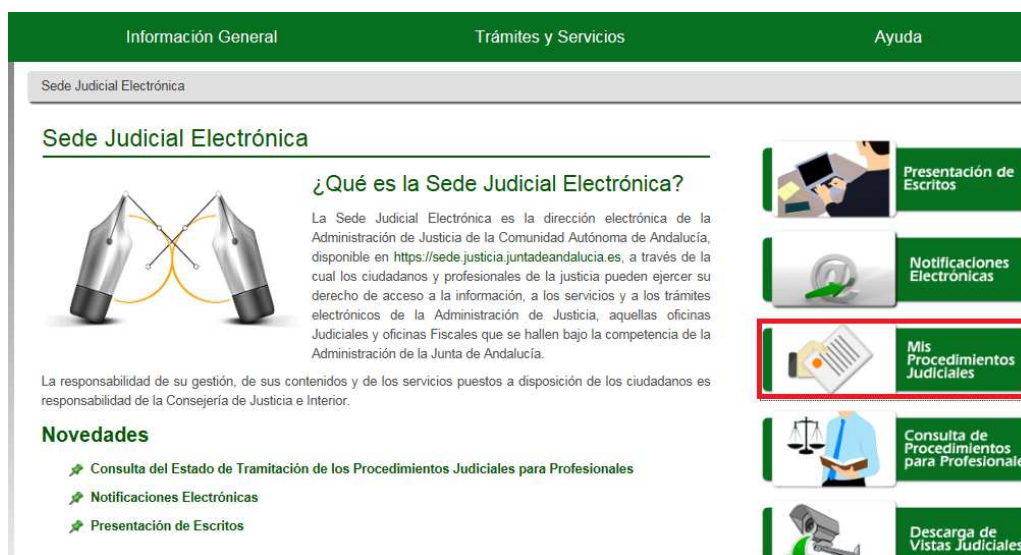 Información General
Trámites y Servicios
Ayuda
Sede Judicial Electrónica
Sede Judicial Electrónica
¿Qué es la Sede Judicial Electrónica?
La Sede Judicial Electrónica es la dirección electrónica de la
Administración de Justicia de la Comunidad Autónoma de Andalucía,
disponible en https://sede.justicia.juntadeandalucia.es, a través de la
cual los ciudadanos y profesionales de la justicia pueden ejercer su
derecho de acceso a la información, a los servicios y a los trámites
electrónicos de la Administración de Justicia, aquellas oficinas
Judiciales y oficinas Fiscales que se hallen bajo la competencia de la
Administración de la Junta de Andalucía.
La responsabilidad de su gestión, de sus contenidos y de los servicios puestos a disposición de los ciudadanos es
responsabilidad de la Consejería de Justicia e Interior.
Novedades
Consulta del Estado de Tramitación de los Procedimientos Judiciales para Profesionales
Notificaciones Electrónicas
Presentación de Escritos
Presentación de
Escritos
Notificaciones
Electrónicas
@
Mis
Procedimientos
Judiciales
Consulta de
Procedimientos
para Profesionale
Descarga de
Vistas Judiciales